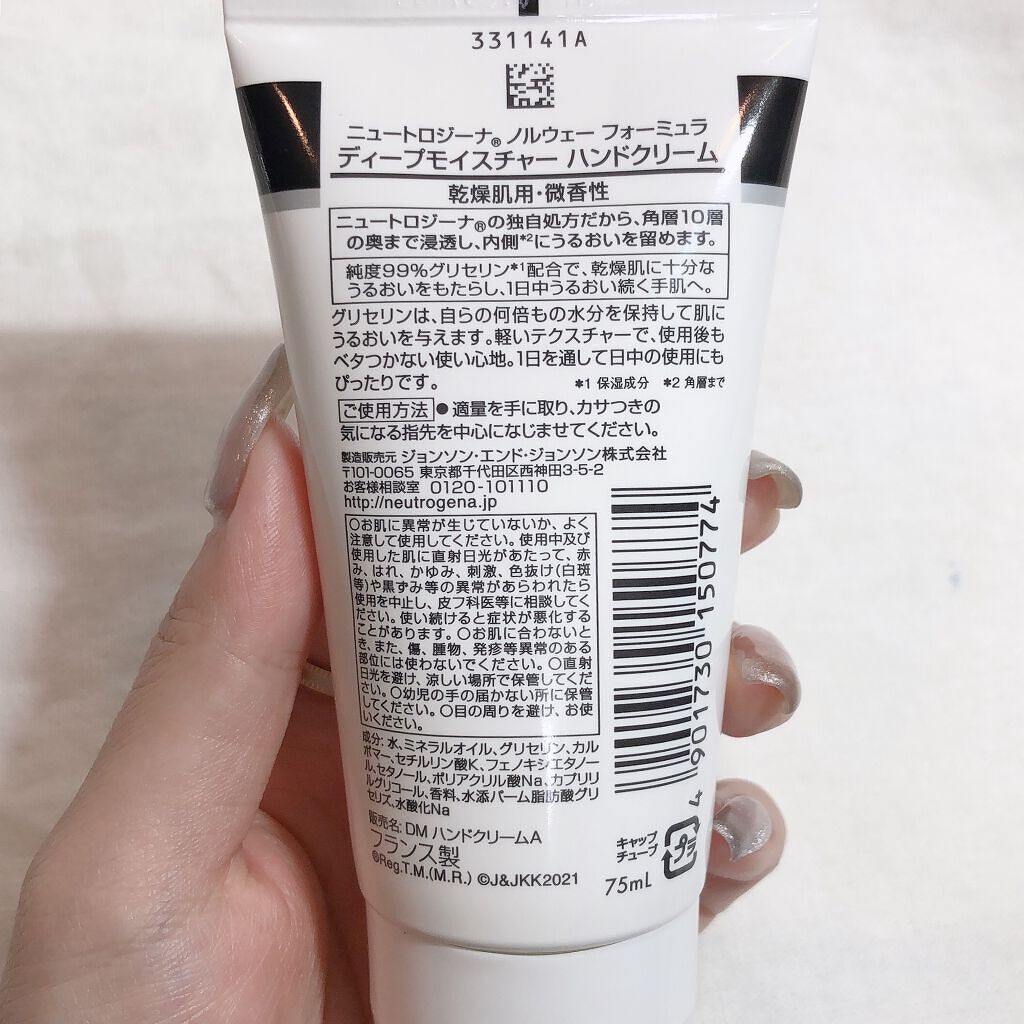 331141A
ニュートロジーナ® ノルウェー フォーミュラ
ディープモイスチャー ハンドクリーム
乾燥肌用・微香性
ニュートロジーナ®の独自処方だから、角層10層
の奥まで浸透し、内側*2にうるおいを留めます。
純度99%グリセリン*1配合で、乾燥肌に十分な
うるおいをもたらし、1日中うるおい続く手肌へ。
グリセリンは、自らの何倍もの水分を保持して肌に
うるおいを与えます。軽いテクスチャーで、使用後も
ベタつかない使い心地。1日を通して日中の使用にも
ぴったりです。 *1 保湿成分 *2 角層まで
ご使用方法 ●適量を手に取り、カサつきの
気になる指先を中心になじませてください。
製造販売元 ジョンソン・エンド・ジョンソン株式会社
〒101-0065 東京都千代田区西神田3-5-2
お客様相談室 0120-101110
http://neutrogena.jp
○お肌に異常が生じていないか、よく
注意して使用してください。使用中及び
使用した肌に直射日光があたって、赤
み、はれ、かゆみ、刺激、色抜け(白斑
等)や黒ずみ等の異常があらわれたら
使用を中止し、皮フ科医等に相談してく
ださい。使い続けると症状が悪化する
ことがあります。○お肌に合わないと
き、また、傷、腫物、発疹等異常のある
部位には使わないでください。○直射
日光を避け、涼しい場所で保管してくだ
さい。○幼児の手の届かない所に保管
してください。○目の周りを避け、お使
いください。
成分: 水、ミネラルオイル、グリセリン、カル
ボマー、セチルリン酸K、フェノキシエタノー
ル、セタノール、ポリアクリル酸Na、カプリリ
ルグリコール、香料、水添パーム脂肪酸グリ
セリズ、水酸化Na
販売名: DM ハンドクリームA
フランス製
®Reg.T.M.(M.R.) ©J&JKK2021
4 901730 150774
キャップ
チューブ
プラ
75mL